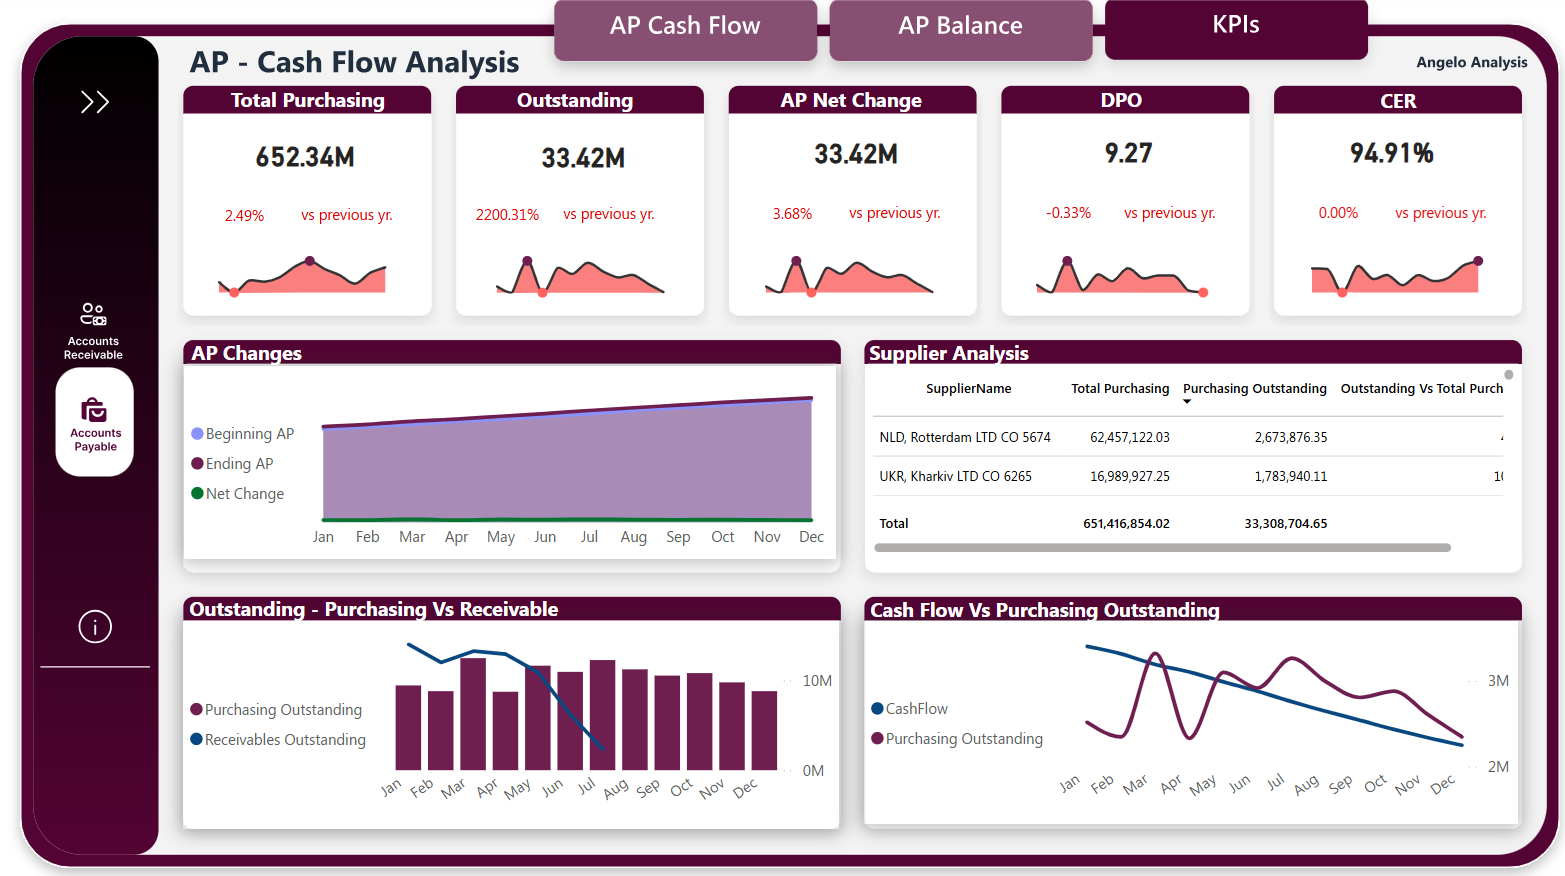 AP Cash Flow
AP Balance
KPIs
AP - Cash Flow Analysis
Angelo Analysis
Total Purchasing
652.34M
2.49% vs previous yr.
Outstanding
33.42M
2200.31% vs previous yr.
AP Net Change
33.42M
3.68% vs previous yr.
DPO
9.27
-0.33% vs previous yr.
CER
94.91%
0.00% vs previous yr.
Accounts
Receivable
Accounts
Payable
AP Changes
Beginning AP
Ending AP
Net Change
Jan Feb Mar Apr May Jun Jul Aug Sep Oct Nov Dec
Supplier Analysis
SupplierName Total Purchasing Purchasing Outstanding Outstanding Vs Total Purch
NLD, Rotterdam LTD CO 5674 62,457,122.03 2,673,876.35
UKR, Kharkiv LTD CO 6265 16,989,927.25 1,783,940.11
Total 651,416,854.02 33,308,704.65
Outstanding - Purchasing Vs Receivable
Purchasing Outstanding
Receivables Outstanding
10M
0M
Jan Feb Mar Apr May Jun Jul Aug Sep Oct Nov Dec
Cash Flow Vs Purchasing Outstanding
CashFlow
Purchasing Outstanding
3M
2M
Jan Feb Mar Apr May Jun Jul Aug Sep Oct Nov Dec